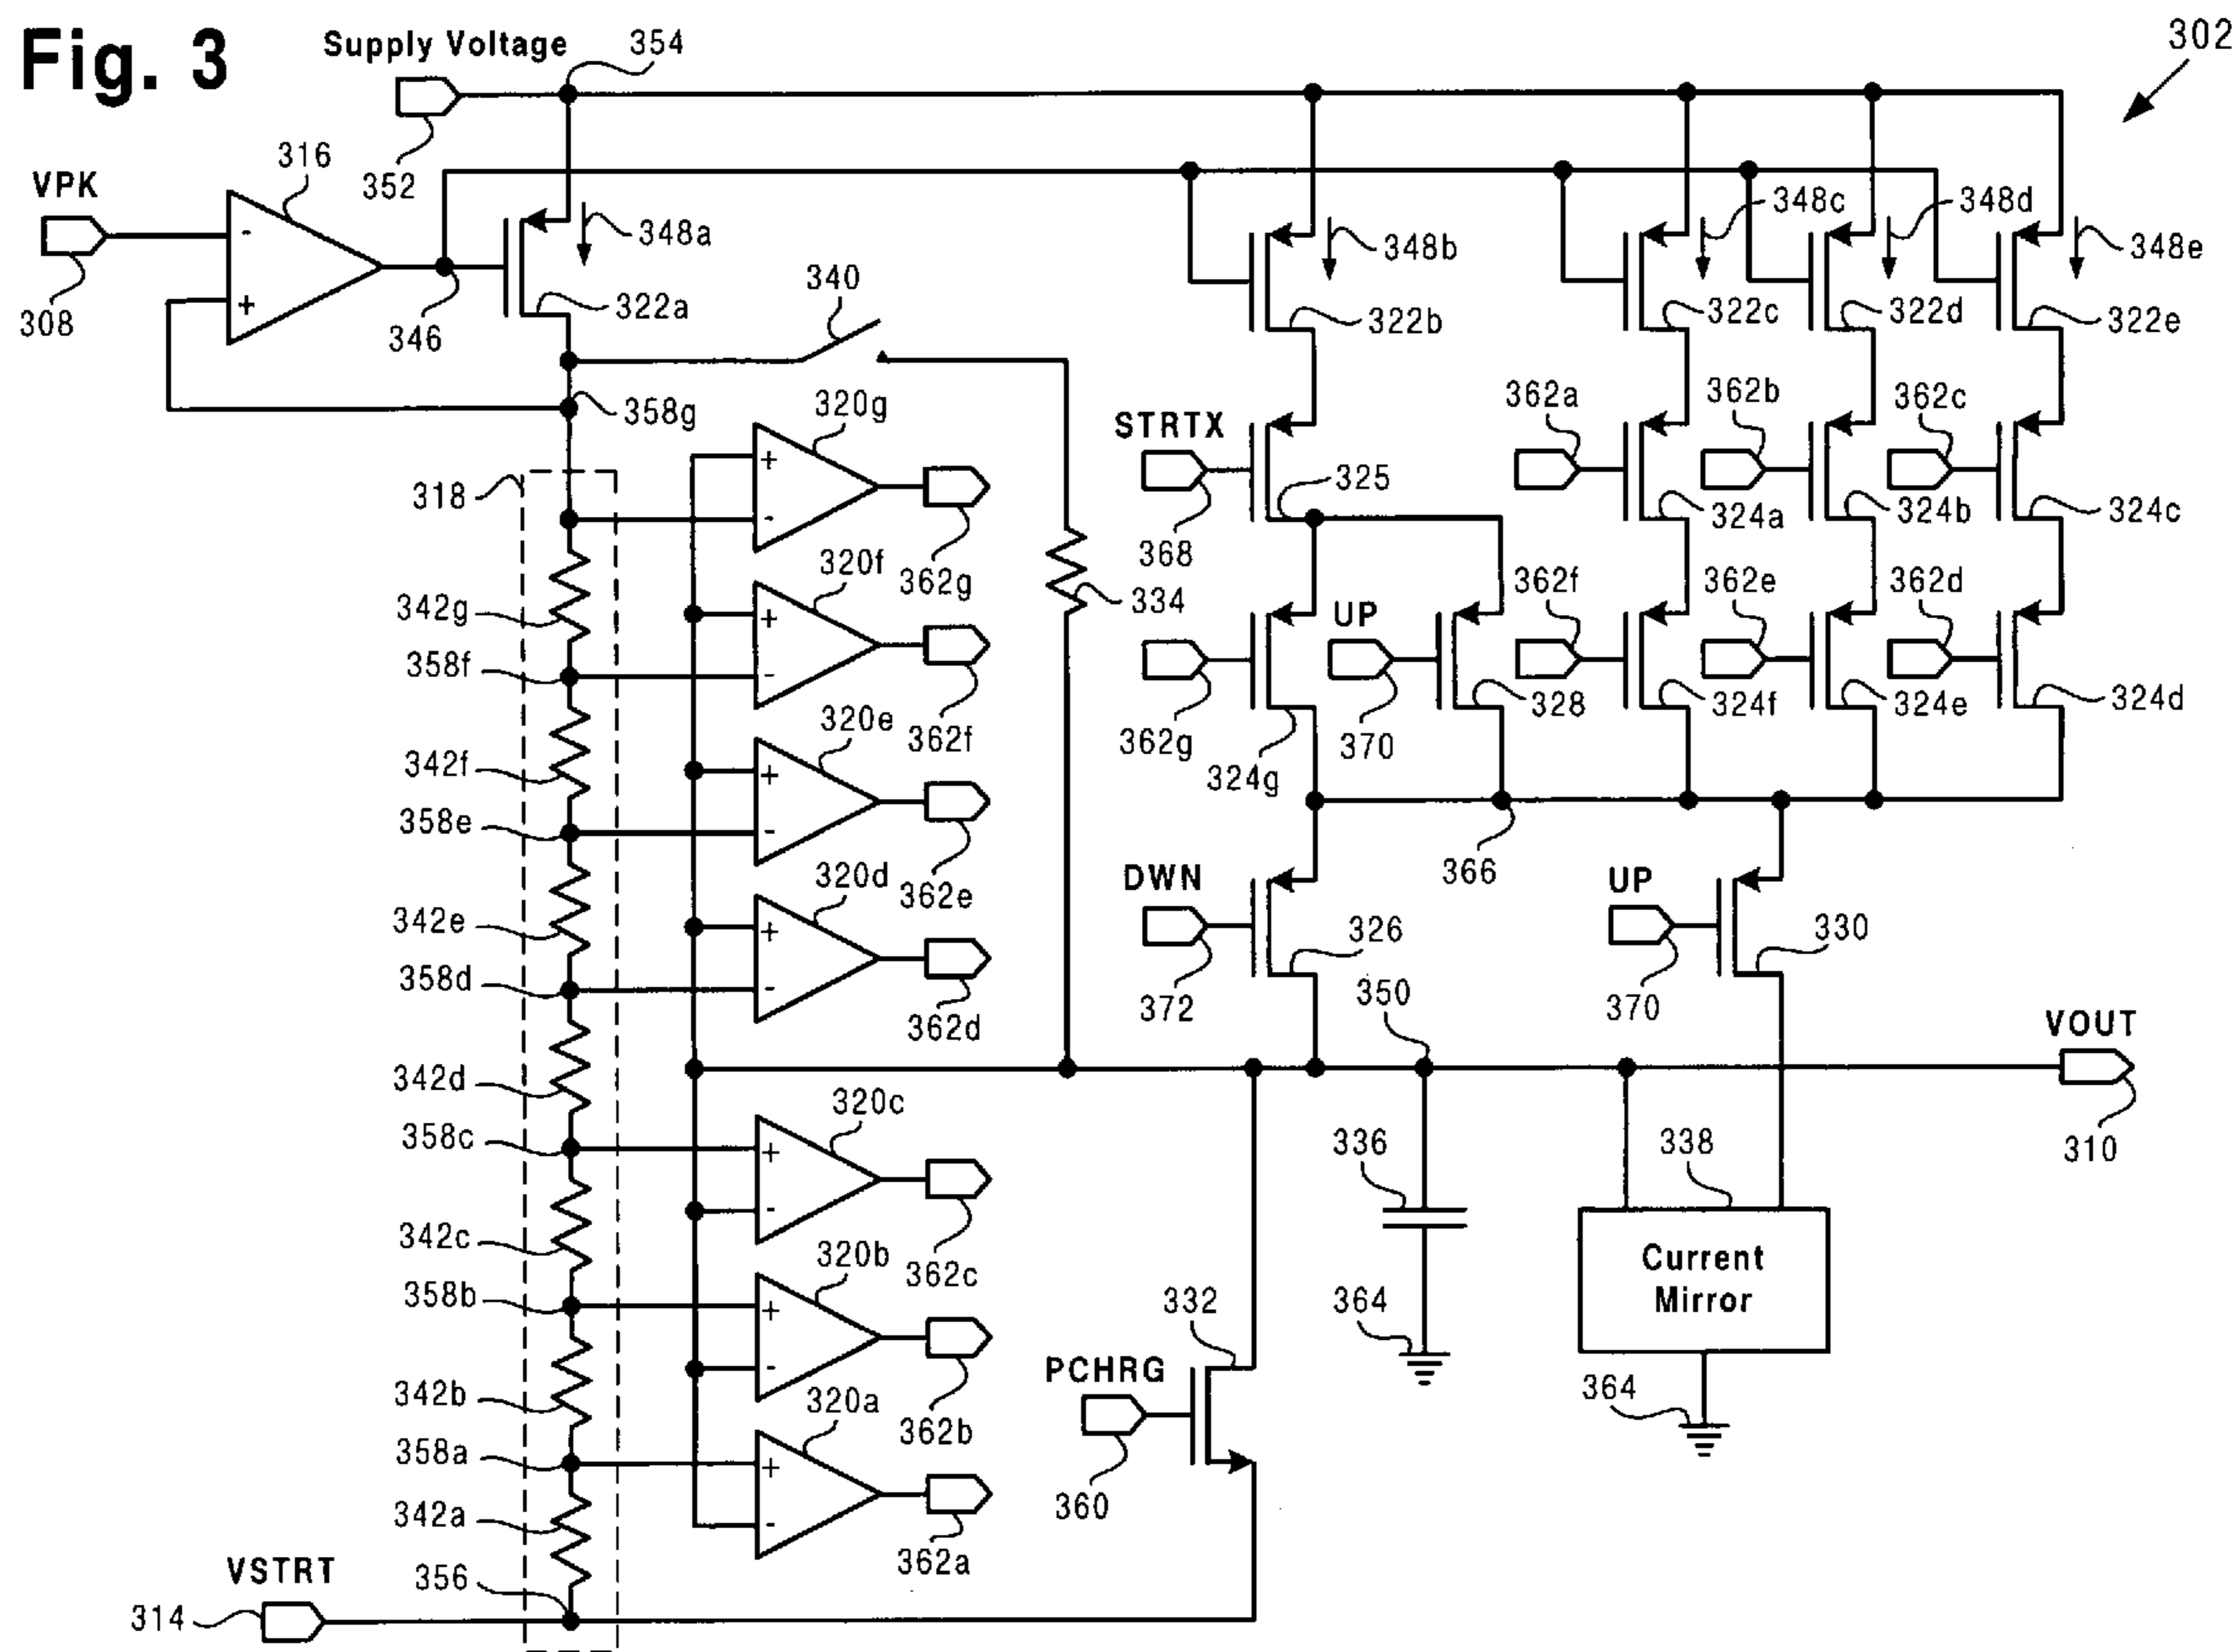 Fig. 3
Supply Voltage
354
302
352
VPK
308
316
346
348a
322a
340
358g
348b
322b
348c
322c
348d
322d
348e
322e
STRTX
368
325
362a
324a
362b
324b
362c
324c
318
320g
362g
334
342g
358f
320f
362f
362g
324g
UP
370
328
362f
324f
362e
324e
362d
324d
342f
358e
320e
362e
366
342e
358d
320d
362d
DWN
372
326
UP
370
330
350
VOUT
310
342d
358c
320c
362c
342c
358b
320b
362b
342b
358a
320a
362a
342a
356
VSTRT
314
PCHRG
360
332
336
364
338
Current
Mirror
364
+
-
+
-
+
-
+
-
+
-
+
-
+
-
+
-